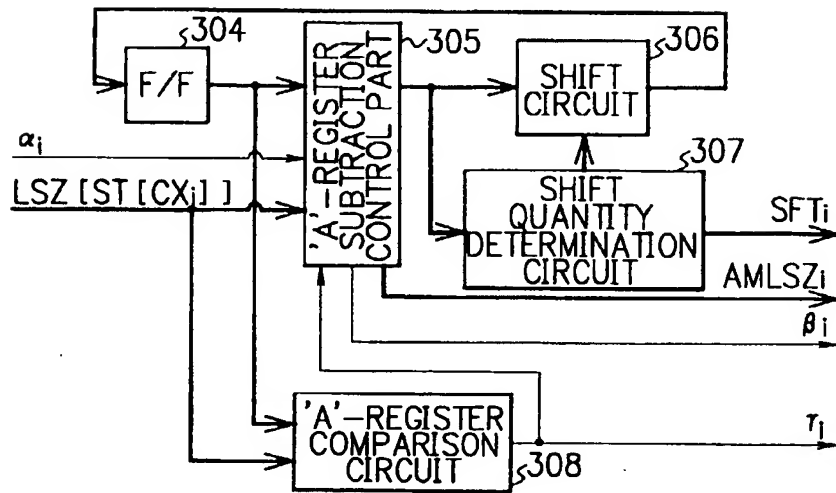 304
F/F
αi
LSZ [ST [CXi] ]
'A'-REGISTER
SUBTRACTION
CONTROL PART
305
SHIFT
CIRCUIT
306
307
SHIFT
QUANTITY
DETERMINATION
CIRCUIT
SFTi
AMLSZi
βi
'A'-REGISTER
COMPARISON
CIRCUIT
308
τi